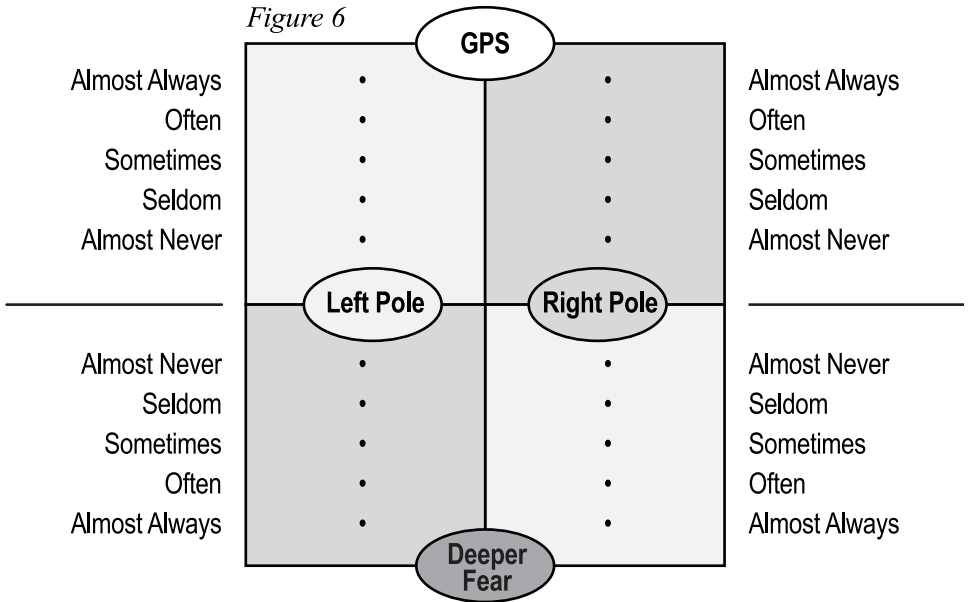 Figure 6
GPS
Almost Always • • Almost Always
Often • • Often
Sometimes • • Sometimes
Seldom • • Seldom
Almost Never • • Almost Never
Left Pole Right Pole
Almost Never • • Almost Never
Seldom • • Seldom
Sometimes • • Sometimes
Often • • Often
Almost Always • • Almost Always
Deeper
Fear